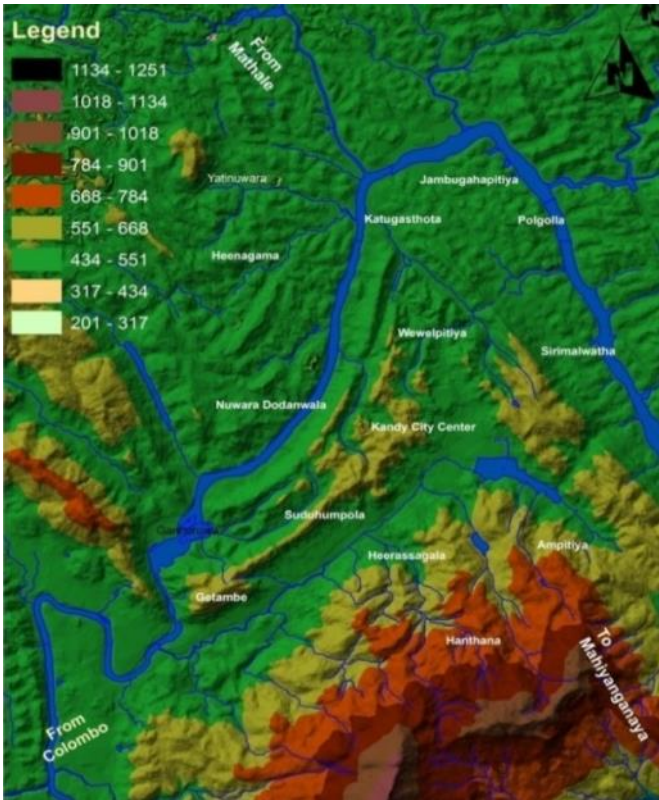 Legend
1134 - 1251
1018 - 1134
901 - 1018
784 - 901
668 - 784
551 - 668
434 - 551
317 - 434
201 - 317
From
Mathale
N
Yatinuwara
Jambugahapitiya
Katugasthota
Polgolla
Heenagama
Wewelpitiya
Sirimalwatha
Nuwara Dodanwala
Kandy City Center
Suduhumpola
Heerassagala
Ampitiya
Getambe
Hanthana
To
Mahiyanganaya
From
Colombo